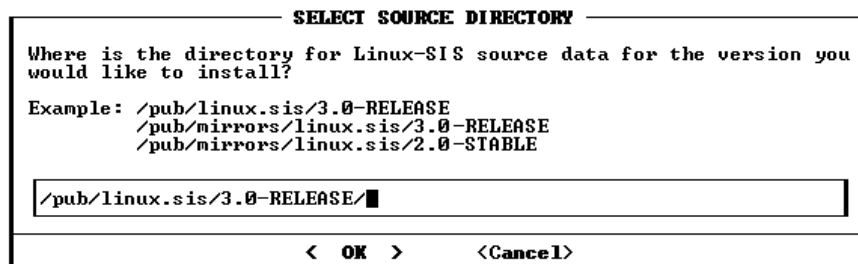 SELECT SOURCE DIRECTORY
Where is the directory for Linux-SIS source data for the version you
would like to install?
Example: /pub/linux.sis/3.0-RELEASE
/pub/mirrors/linux.sis/3.0-RELEASE
/pub/mirrors/linux.sis/2.0-STABLE
/pub/linux.sis/3.0-RELEASE/
< OK > <Cancel>